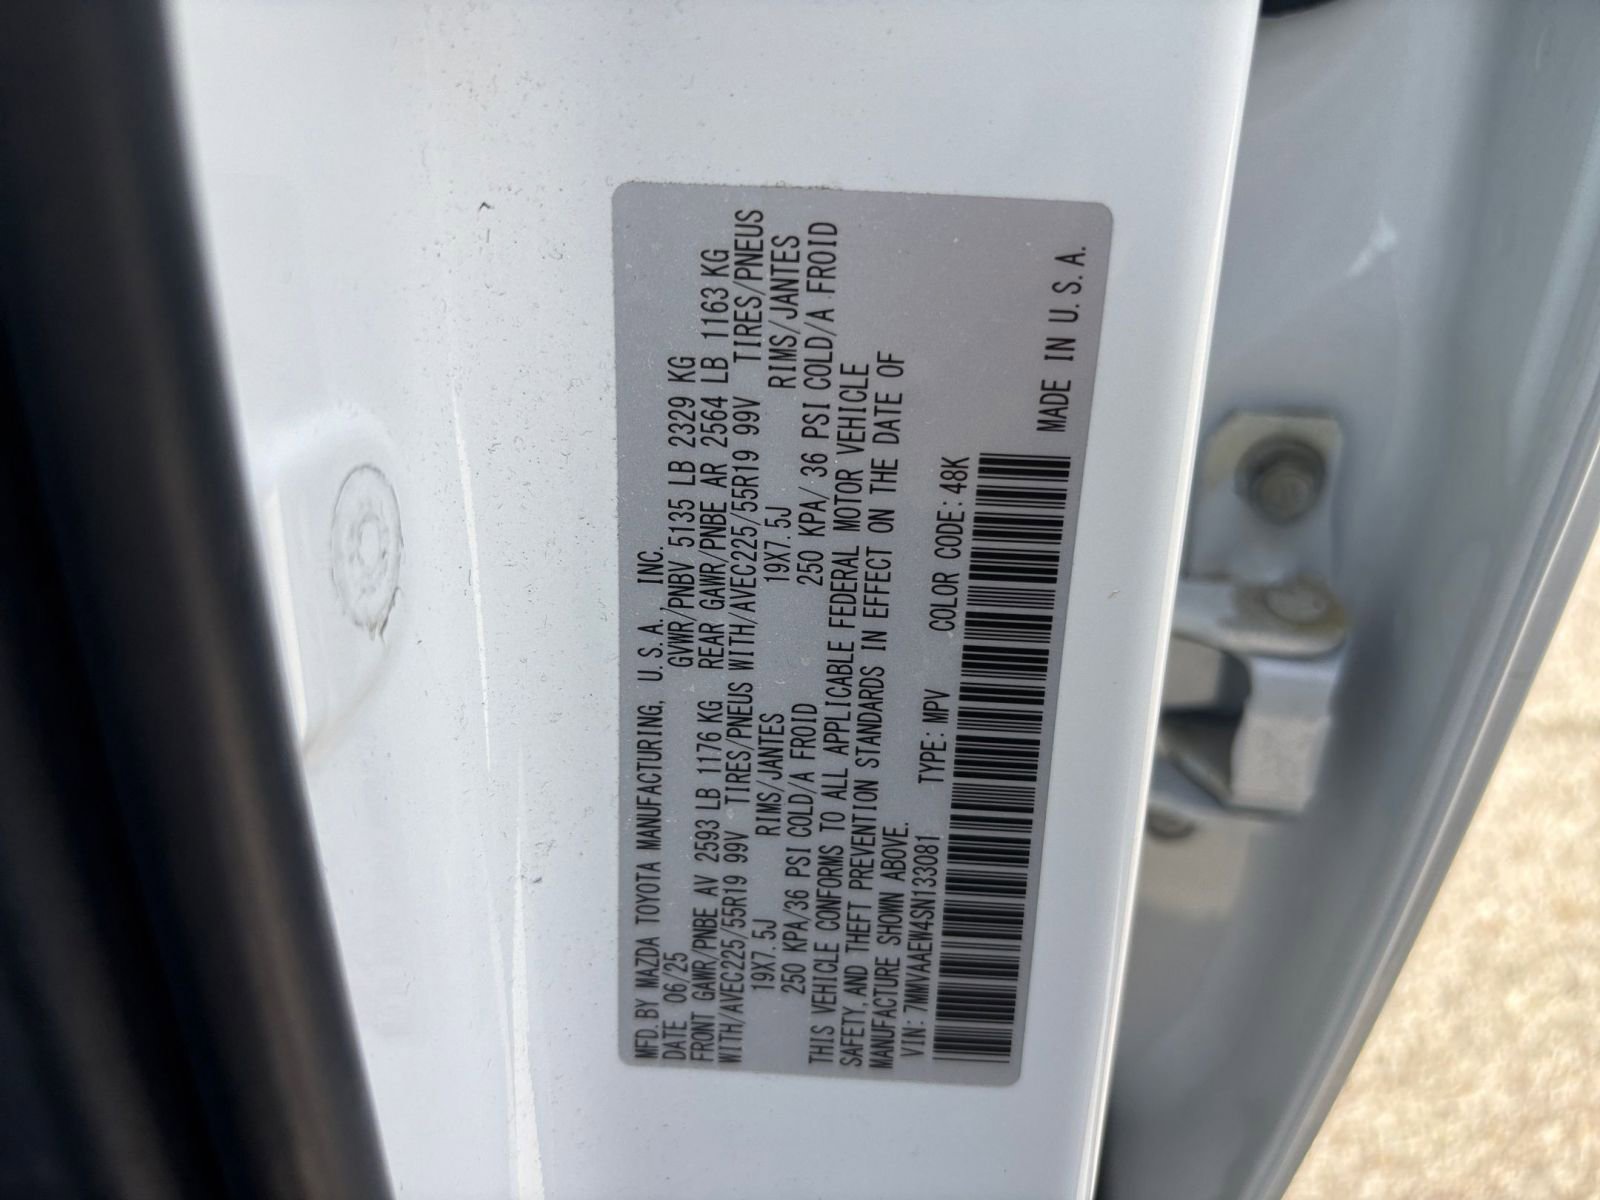 MFD. BY MAZDA TOYOTA MANUFACTURING, U. S. A. , INC.
DATE 06/25 GVWR/PNBV 5135 LB 2329 KG
FRONT GAWR/PNBE AV 2593 LB 1176 KG REAR GAWR/PNBE AR 2564 LB 1163 KG
WITH/AVEC225/55R19 99V TIRES/PNEUS WITH/AVEC225/55R19 99V TIRES/PNEUS
19X7. 5J RIMS/JANTES 19X7. 5J RIMS/JANTES
250 KPA/36 PSI COLD/A FROID 250 KPA/ 36 PSI COLD/A FROID
THIS VEHICLE CONFORMS TO ALL APPLICABLE FEDERAL MOTOR VEHICLE
SAFETY, AND THEFT PREVENTION STANDARDS IN EFFECT ON THE DATE OF
MANUFACTURE SHOWN ABOVE.
VIN: 7MMVAAEW4SN133081 TYPE: MPV COLOR CODE: 48K
MADE IN U. S. A.